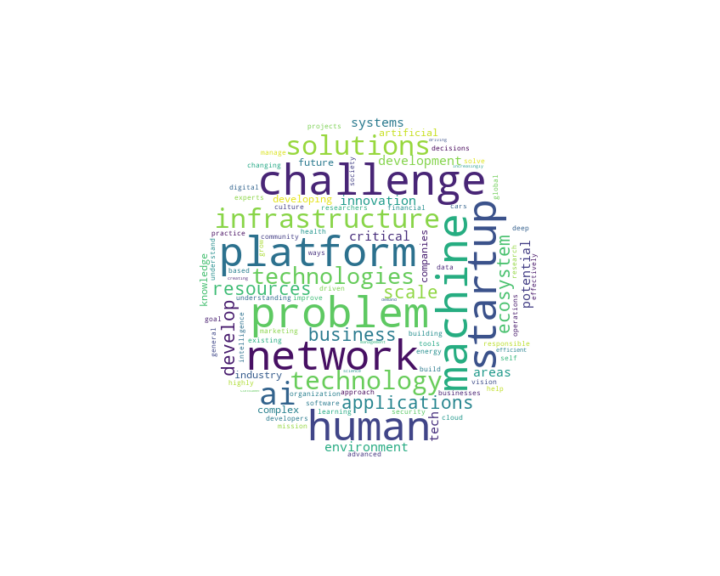 systems
projects
artificial
solutions
manage
decisions
future
society
development
solve
changing
challenge
digital
global
experts
developing
innovation
culture
researchers
financial
cars
infrastructure
machine
startup
practice
community
health
critical
companies
deep
understand
grow
platform
ways
ecosystem
research
potential
effectively
knowledge
based
technologies
data
operations
resources
driven
scale
understanding
improve
problem
develop
goal
general
intelligence
marketing
business
building
responsible
existing
network
tools
efficient
energy
self
industry
technology
build
areas
vision
highly
ai
organization
approach
businesses
help
software
applications
complex
learning
security
cloud
developers
human
tech
mission
environment
advanced